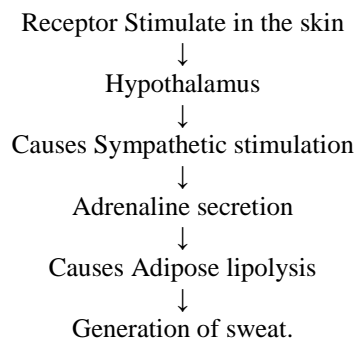 Receptor Stimulate in the skin
↓
Hypothalamus
↓
Causes Sympathetic stimulation
↓
Adrenaline secretion
↓
Causes Adipose lipolysis
↓
Generation of sweat.